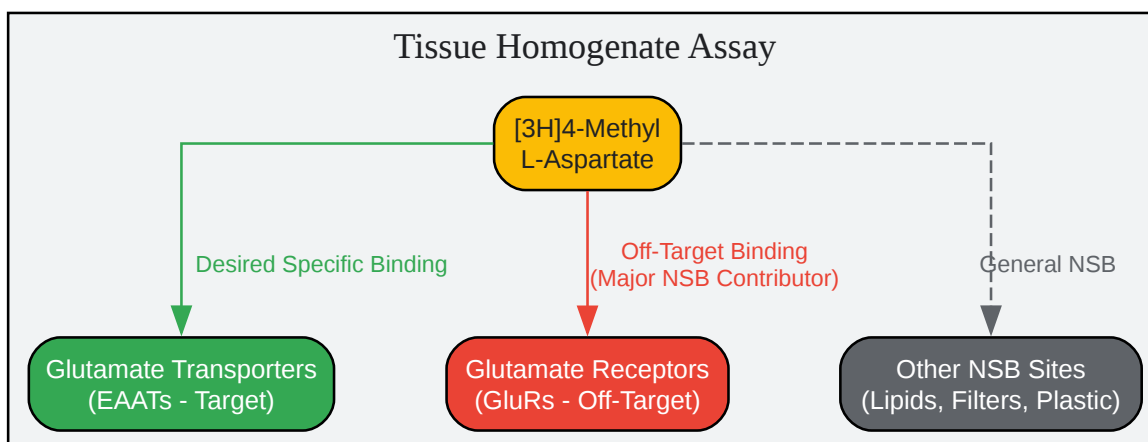 Tissue Homogenate Assay
[3H]4-Methyl
L-Aspartate
Desired Specific Binding
Off-Target Binding
(Major NSB Contributor)
General NSB
Glutamate Transporters
(EAATs - Target)
Glutamate Receptors
(GluRs - Off-Target)
Other NSB Sites
(Lipids, Filters, Plastic)